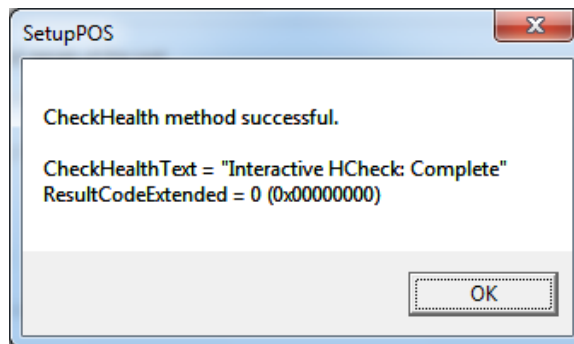 SetupPOS
CheckHealth method successful.
CheckHealthText = "Interactive HCheck: Complete"
ResultCodeExtended = 0 (0x00000000)
OK